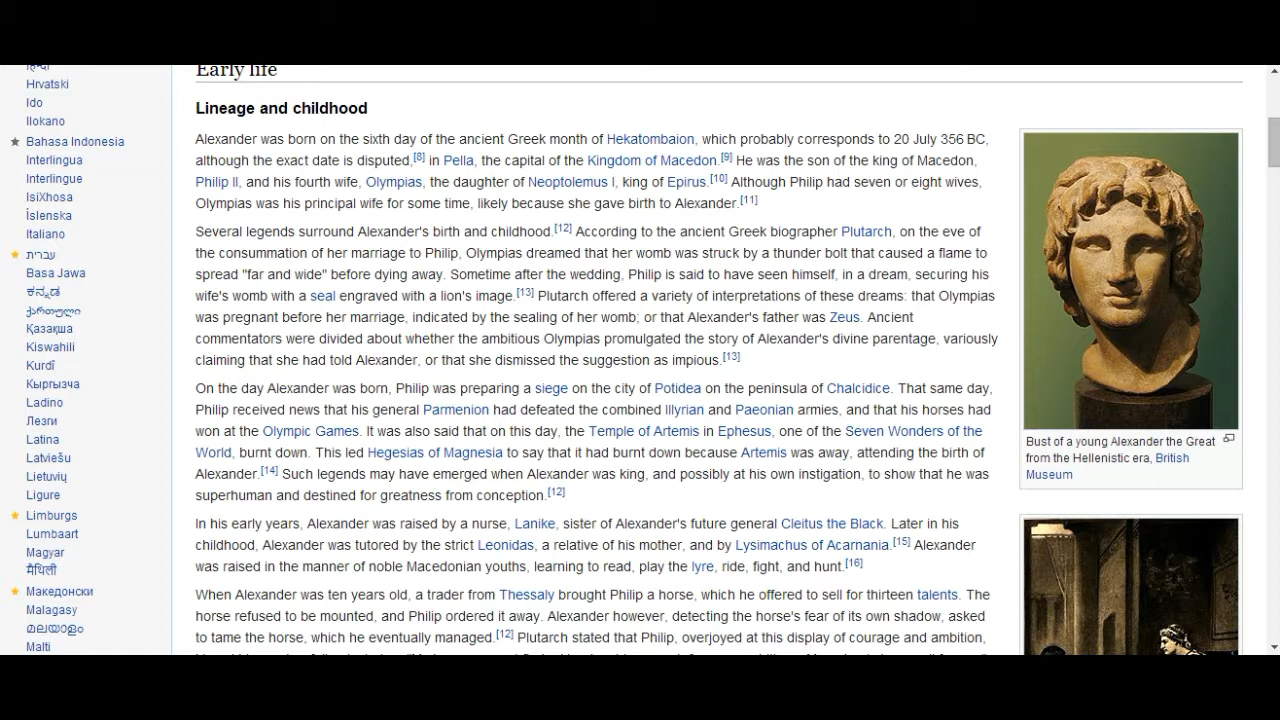 हिन्दी
Hrvatski
Ido
Ilokano
Bahasa Indonesia
Interlingua
Interlingue
IsiXhosa
Íslenska
Italiano
עברית
Basa Jawa
ಕನ್ನಡ
ქართული
Қазақша
Kiswahili
Kurdî
Кыргызча
Ladino
Лезги
Latina
Latviešu
Lietuvių
Ligure
Limburgs
Lumbaart
Magyar
मैथिली
Македонски
Malagasy
മലയാളം
Malti
Early life
Lineage and childhood
Alexander was born on the sixth day of the ancient Greek month of Hekatombaion, which probably corresponds to 20 July 356 BC,
although the exact date is disputed,[8] in Pella, the capital of the Kingdom of Macedon.[9] He was the son of the king of Macedon,
Philip II, and his fourth wife, Olympias, the daughter of Neoptolemus I, king of Epirus.[10] Although Philip had seven or eight wives,
Olympias was his principal wife for some time, likely because she gave birth to Alexander.[11]
Several legends surround Alexander's birth and childhood.[12] According to the ancient Greek biographer Plutarch, on the eve of
the consummation of her marriage to Philip, Olympias dreamed that her womb was struck by a thunder bolt that caused a flame to
spread "far and wide" before dying away. Sometime after the wedding, Philip is said to have seen himself, in a dream, securing his
wife's womb with a seal engraved with a lion's image.[13] Plutarch offered a variety of interpretations of these dreams: that Olympias
was pregnant before her marriage, indicated by the sealing of her womb; or that Alexander's father was Zeus. Ancient
commentators were divided about whether the ambitious Olympias promulgated the story of Alexander's divine parentage, variously
claiming that she had told Alexander, or that she dismissed the suggestion as impious.[13]
On the day Alexander was born, Philip was preparing a siege on the city of Potidea on the peninsula of Chalcidice. That same day,
Philip received news that his general Parmenion had defeated the combined Illyrian and Paeonian armies, and that his horses had
won at the Olympic Games. It was also said that on this day, the Temple of Artemis in Ephesus, one of the Seven Wonders of the
World, burnt down. This led Hegesias of Magnesia to say that it had burnt down because Artemis was away, attending the birth of
Alexander.[14] Such legends may have emerged when Alexander was king, and possibly at his own instigation, to show that he was
superhuman and destined for greatness from conception.[12]
In his early years, Alexander was raised by a nurse, Lanike, sister of Alexander's future general Cleitus the Black. Later in his
childhood, Alexander was tutored by the strict Leonidas, a relative of his mother, and by Lysimachus of Acarnania.[15] Alexander
was raised in the manner of noble Macedonian youths, learning to read, play the lyre, ride, fight, and hunt.[16]
When Alexander was ten years old, a trader from Thessaly brought Philip a horse, which he offered to sell for thirteen talents. The
horse refused to be mounted, and Philip ordered it away. Alexander however, detecting the horse's fear of its own shadow, asked
to tame the horse, which he eventually managed.[12] Plutarch stated that Philip, overjoyed at this display of courage and ambition,
Bust of a young Alexander the Great
from the Hellenistic era, British
Museum